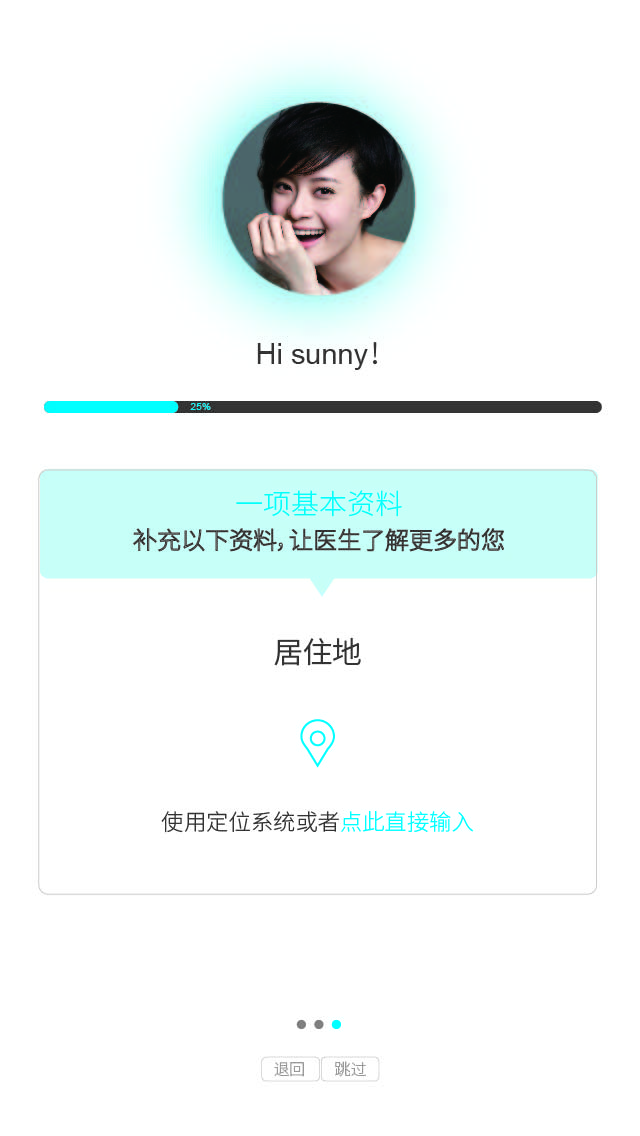 Hi sunny！
25%
一项基本资料
补充以下资料，让医生了解更多的您
居住地
使用定位系统或者点此直接输入
退回 跳过